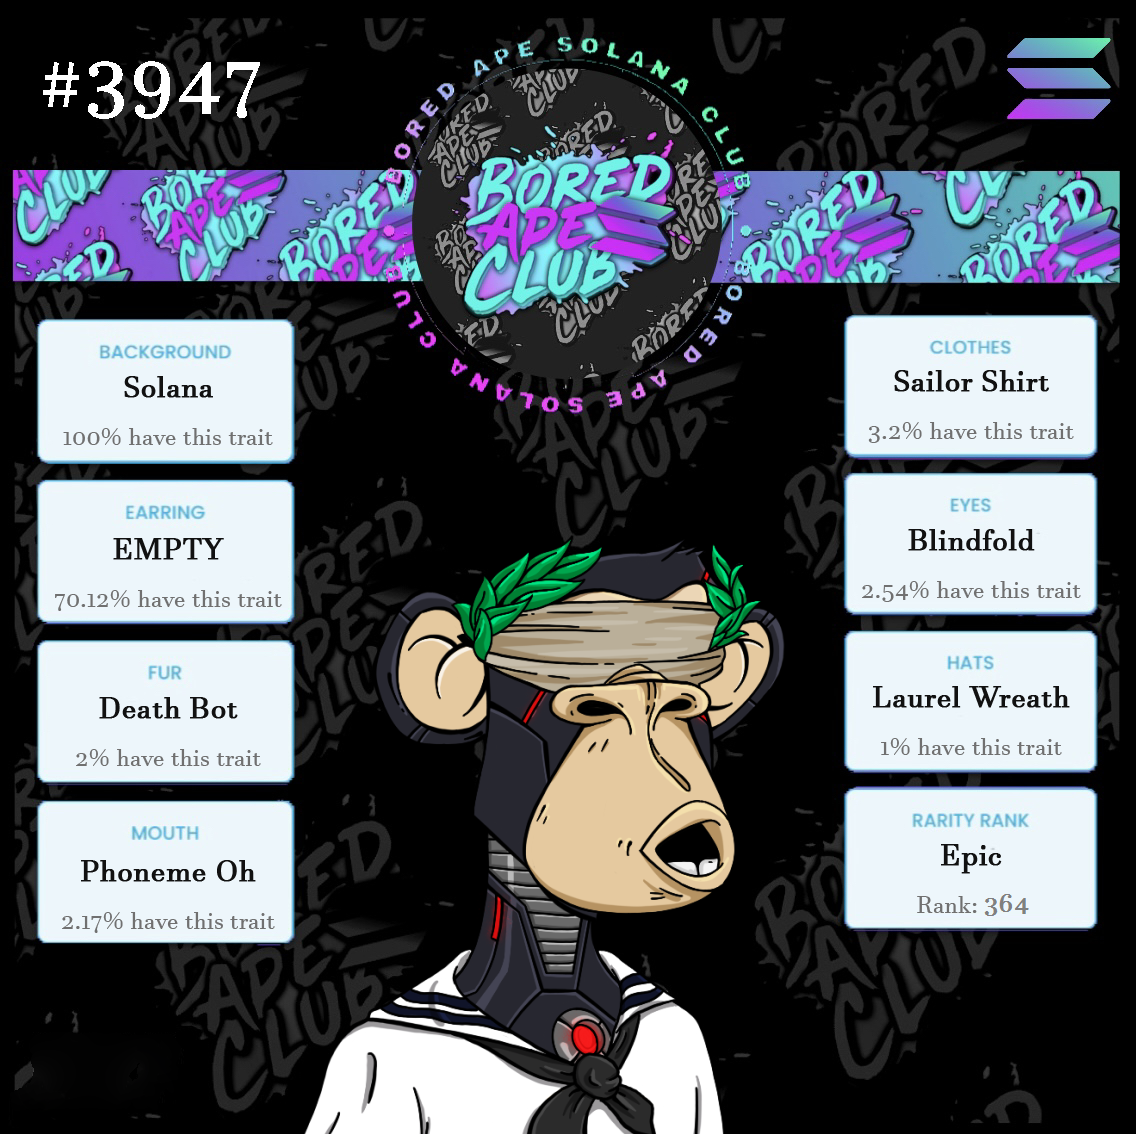 #3947
BORED APE SOLANA CLUB
BORED
APE
CLUB
BORED APE SOLANA CLUB
BACKGROUND
Solana
100% have this trait
EARRING
EMPTY
70.12% have this trait
FUR
Death Bot
2% have this trait
MOUTH
Phoneme Oh
2.17% have this trait
CLOTHES
Sailor Shirt
3.2% have this trait
EYES
Blindfold
2.54% have this trait
HATS
Laurel Wreath
1% have this trait
RARITY RANK
Epic
Rank: 364